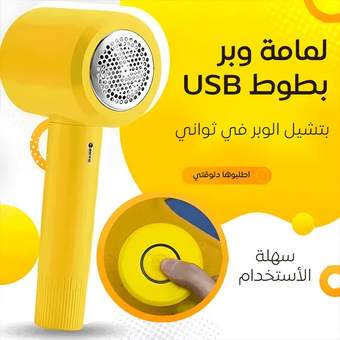 لمامة وبر
بطوط USB
بتشيل الوبر في ثواني
اطلبوها دلوقتي
سهلة
الأستخدام